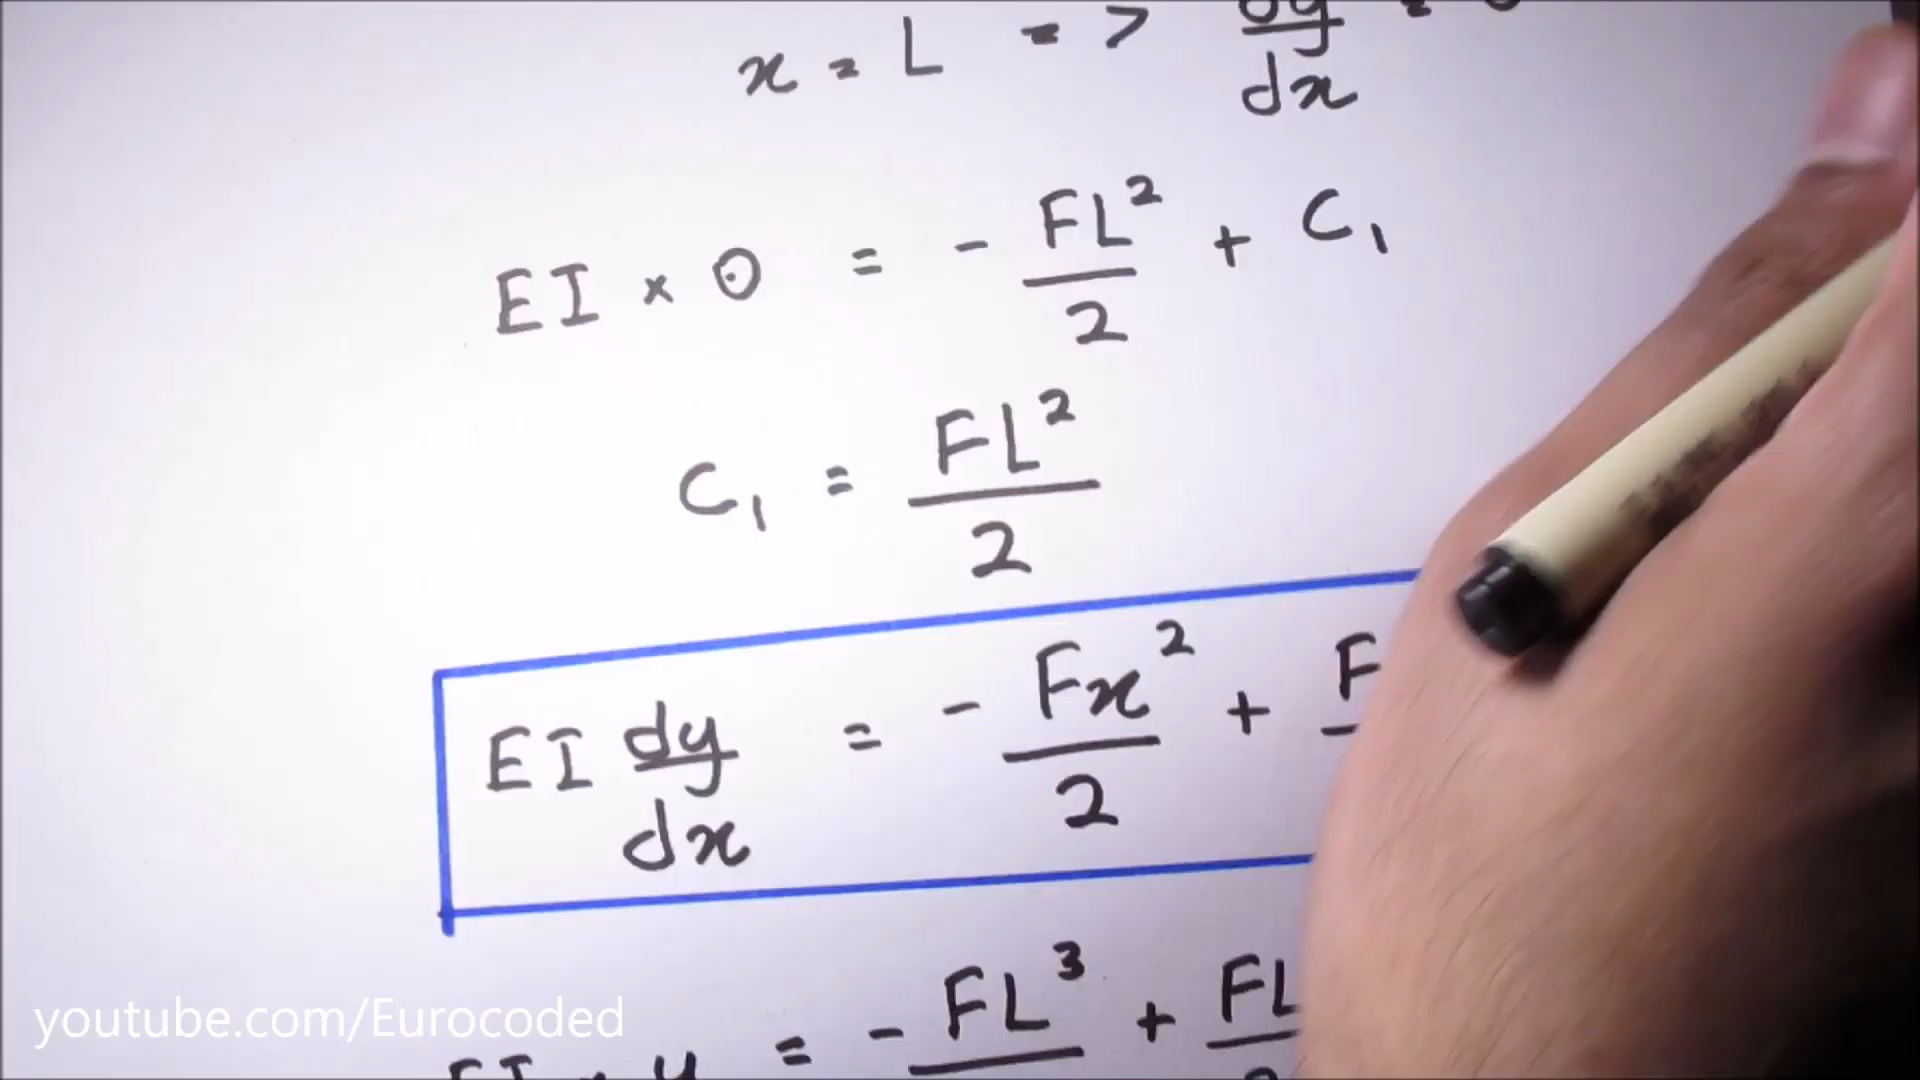 x = L => dy/dx
EI × 0 = - FL²/2 + C₁
C₁ = FL²/2
EI dy/dx = - Fx²/2 + F
EI × y = - FL³ + FL
youtube.com/Eurocoded